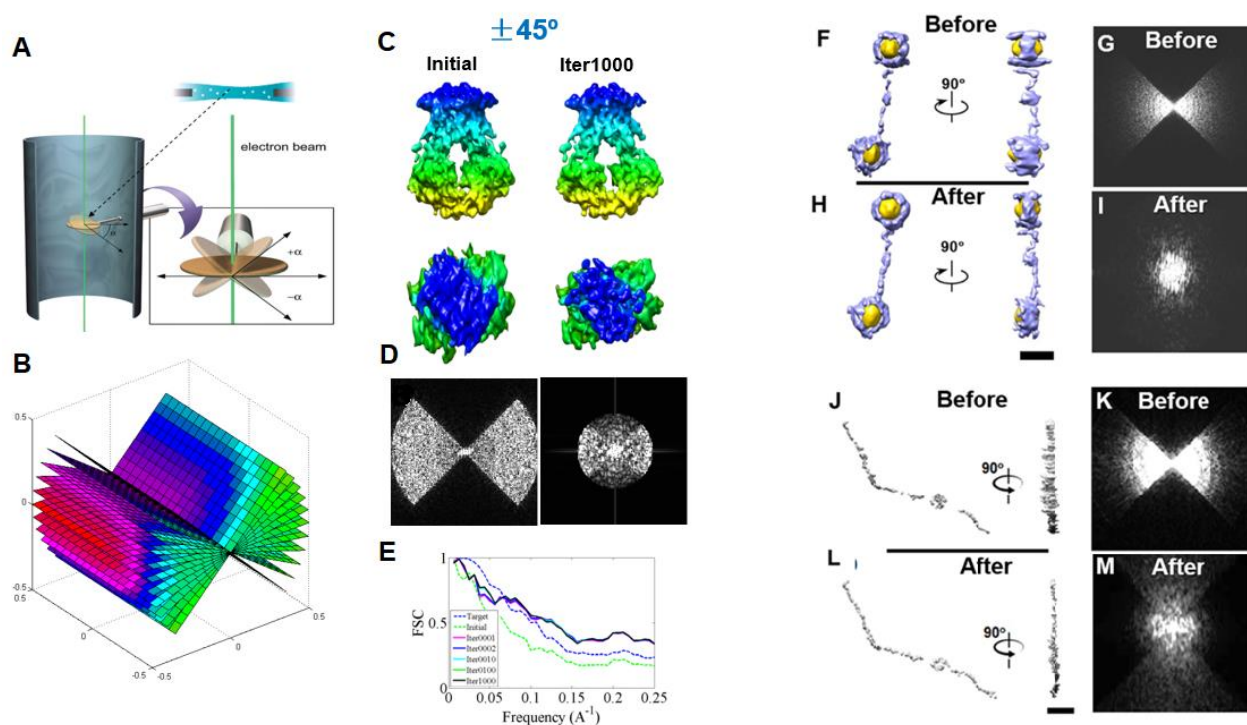 A
electron beam
α
+α
−α
B
0.5
0
-0.5
-0.5
0
0.5
0
-0.5
0.5
±45º
C
Initial
Iter1000
D
E
FSC
1
0.5
0
Target
Initial
Iter0001
Iter0002
Iter0010
Iter0100
Iter1000
0
0.05
0.1
0.15
0.2
0.25
Frequency (A⁻¹)
F
Before
90º
G
Before
H
After
90º
I
After
J
Before
90º
K
Before
L
After
90º
M
After